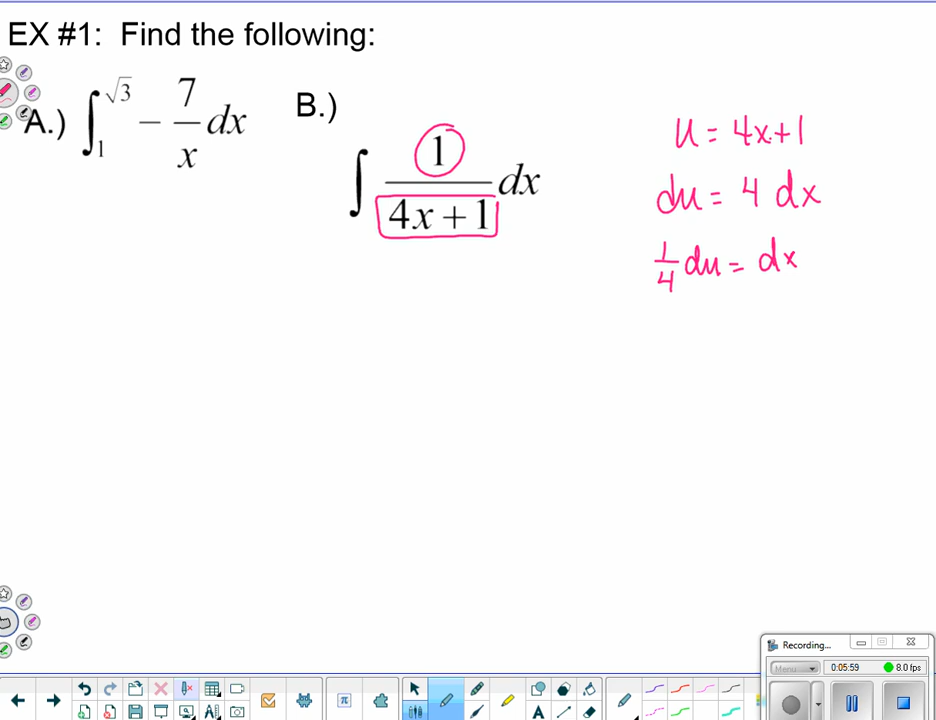 EX #1: Find the following:
A.) ∫₁^√3 − 7/x dx
B.) ∫ 1/(4x + 1) dx
u = 4x+1
du = 4 dx
1/4 du = dx
Recording...
Menu
0:05:59
8.0 fps